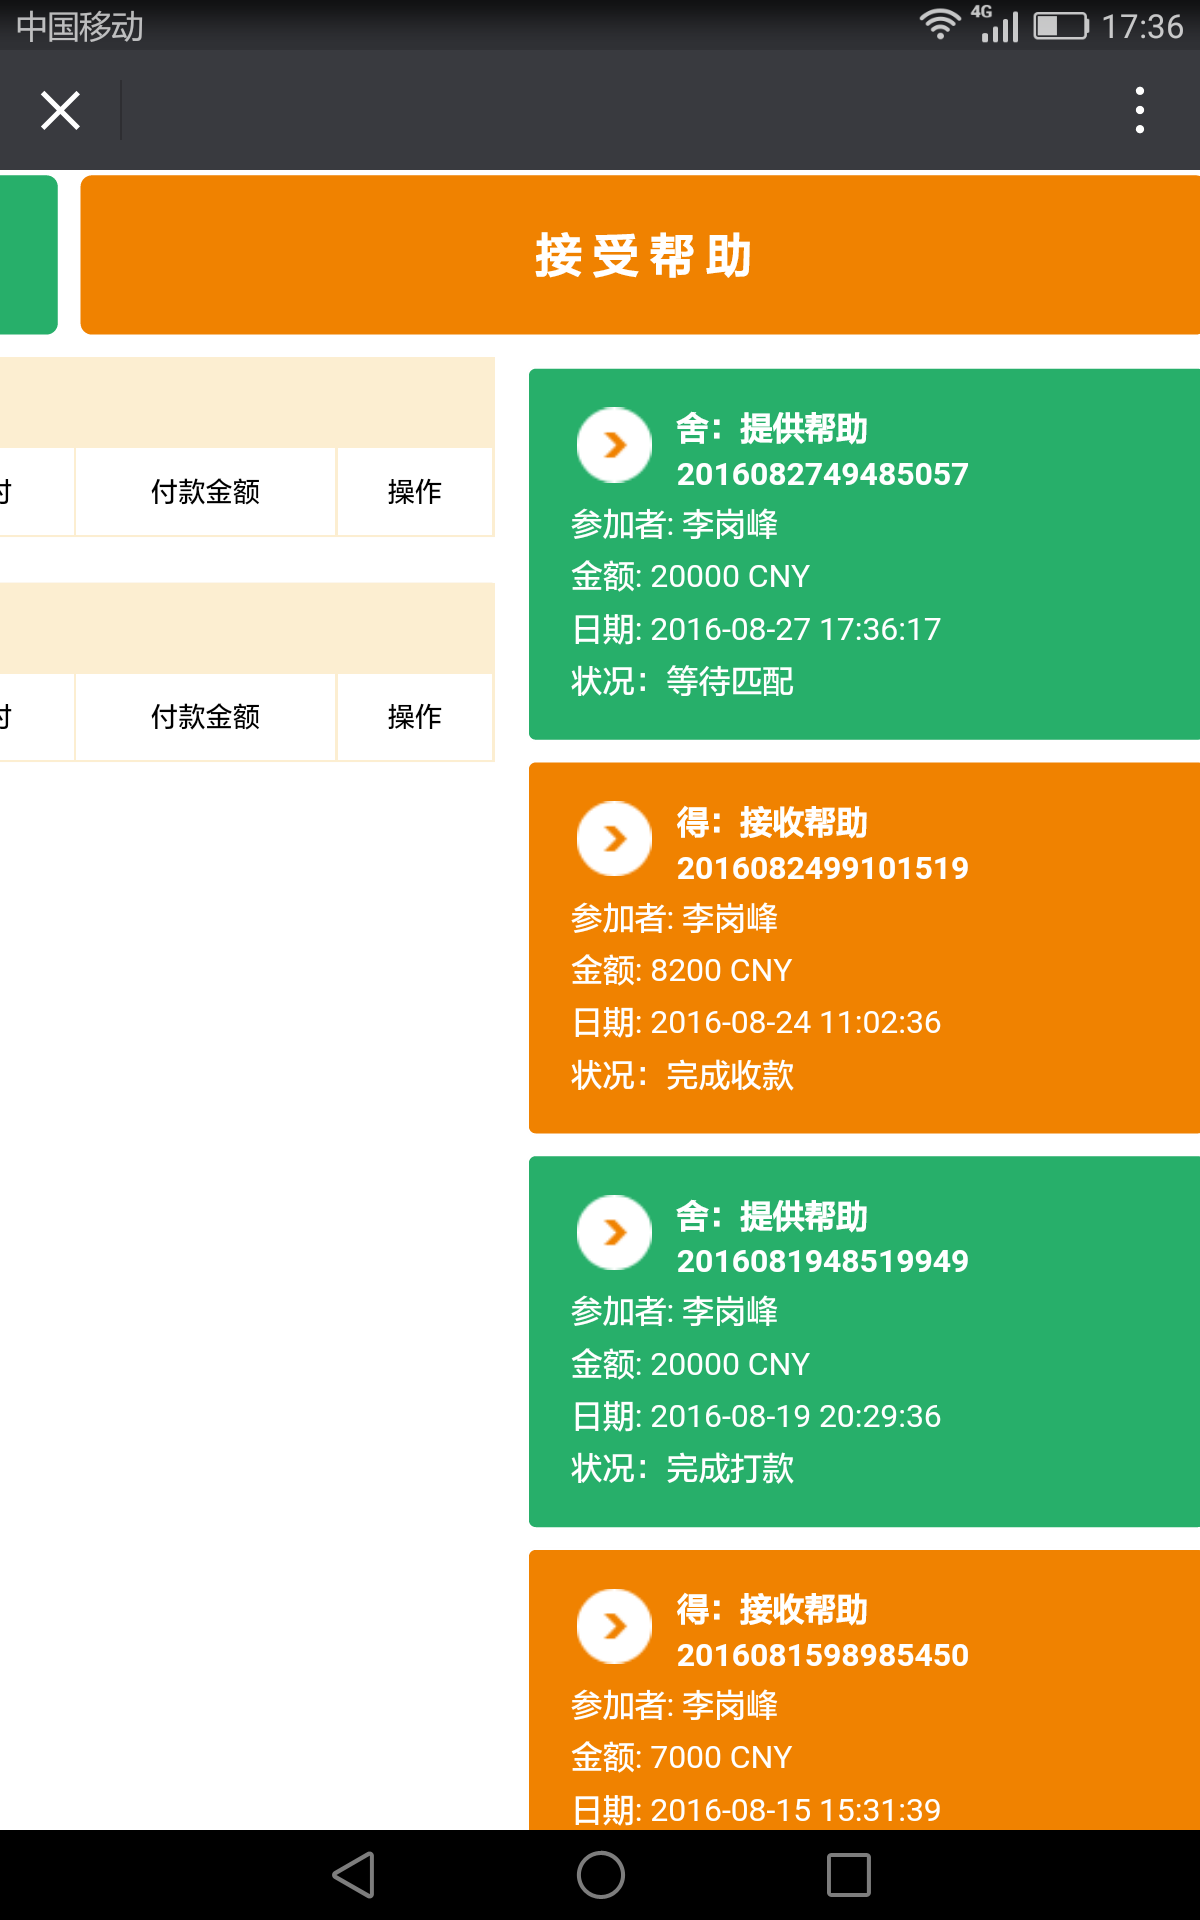 中国移动
4G
17:36
接受帮助
付款金额
操作
付款金额
操作
舍：提供帮助
2016082749485057
参加者: 李岗峰
金额: 20000 CNY
日期: 2016-08-27 17:36:17
状况：等待匹配
得：接收帮助
2016082499101519
参加者: 李岗峰
金额: 8200 CNY
日期: 2016-08-24 11:02:36
状况：完成收款
舍：提供帮助
2016081948519949
参加者: 李岗峰
金额: 20000 CNY
日期: 2016-08-19 20:29:36
状况：完成打款
得：接收帮助
2016081598985450
参加者: 李岗峰
金额: 7000 CNY
日期: 2016-08-15 15:31:39